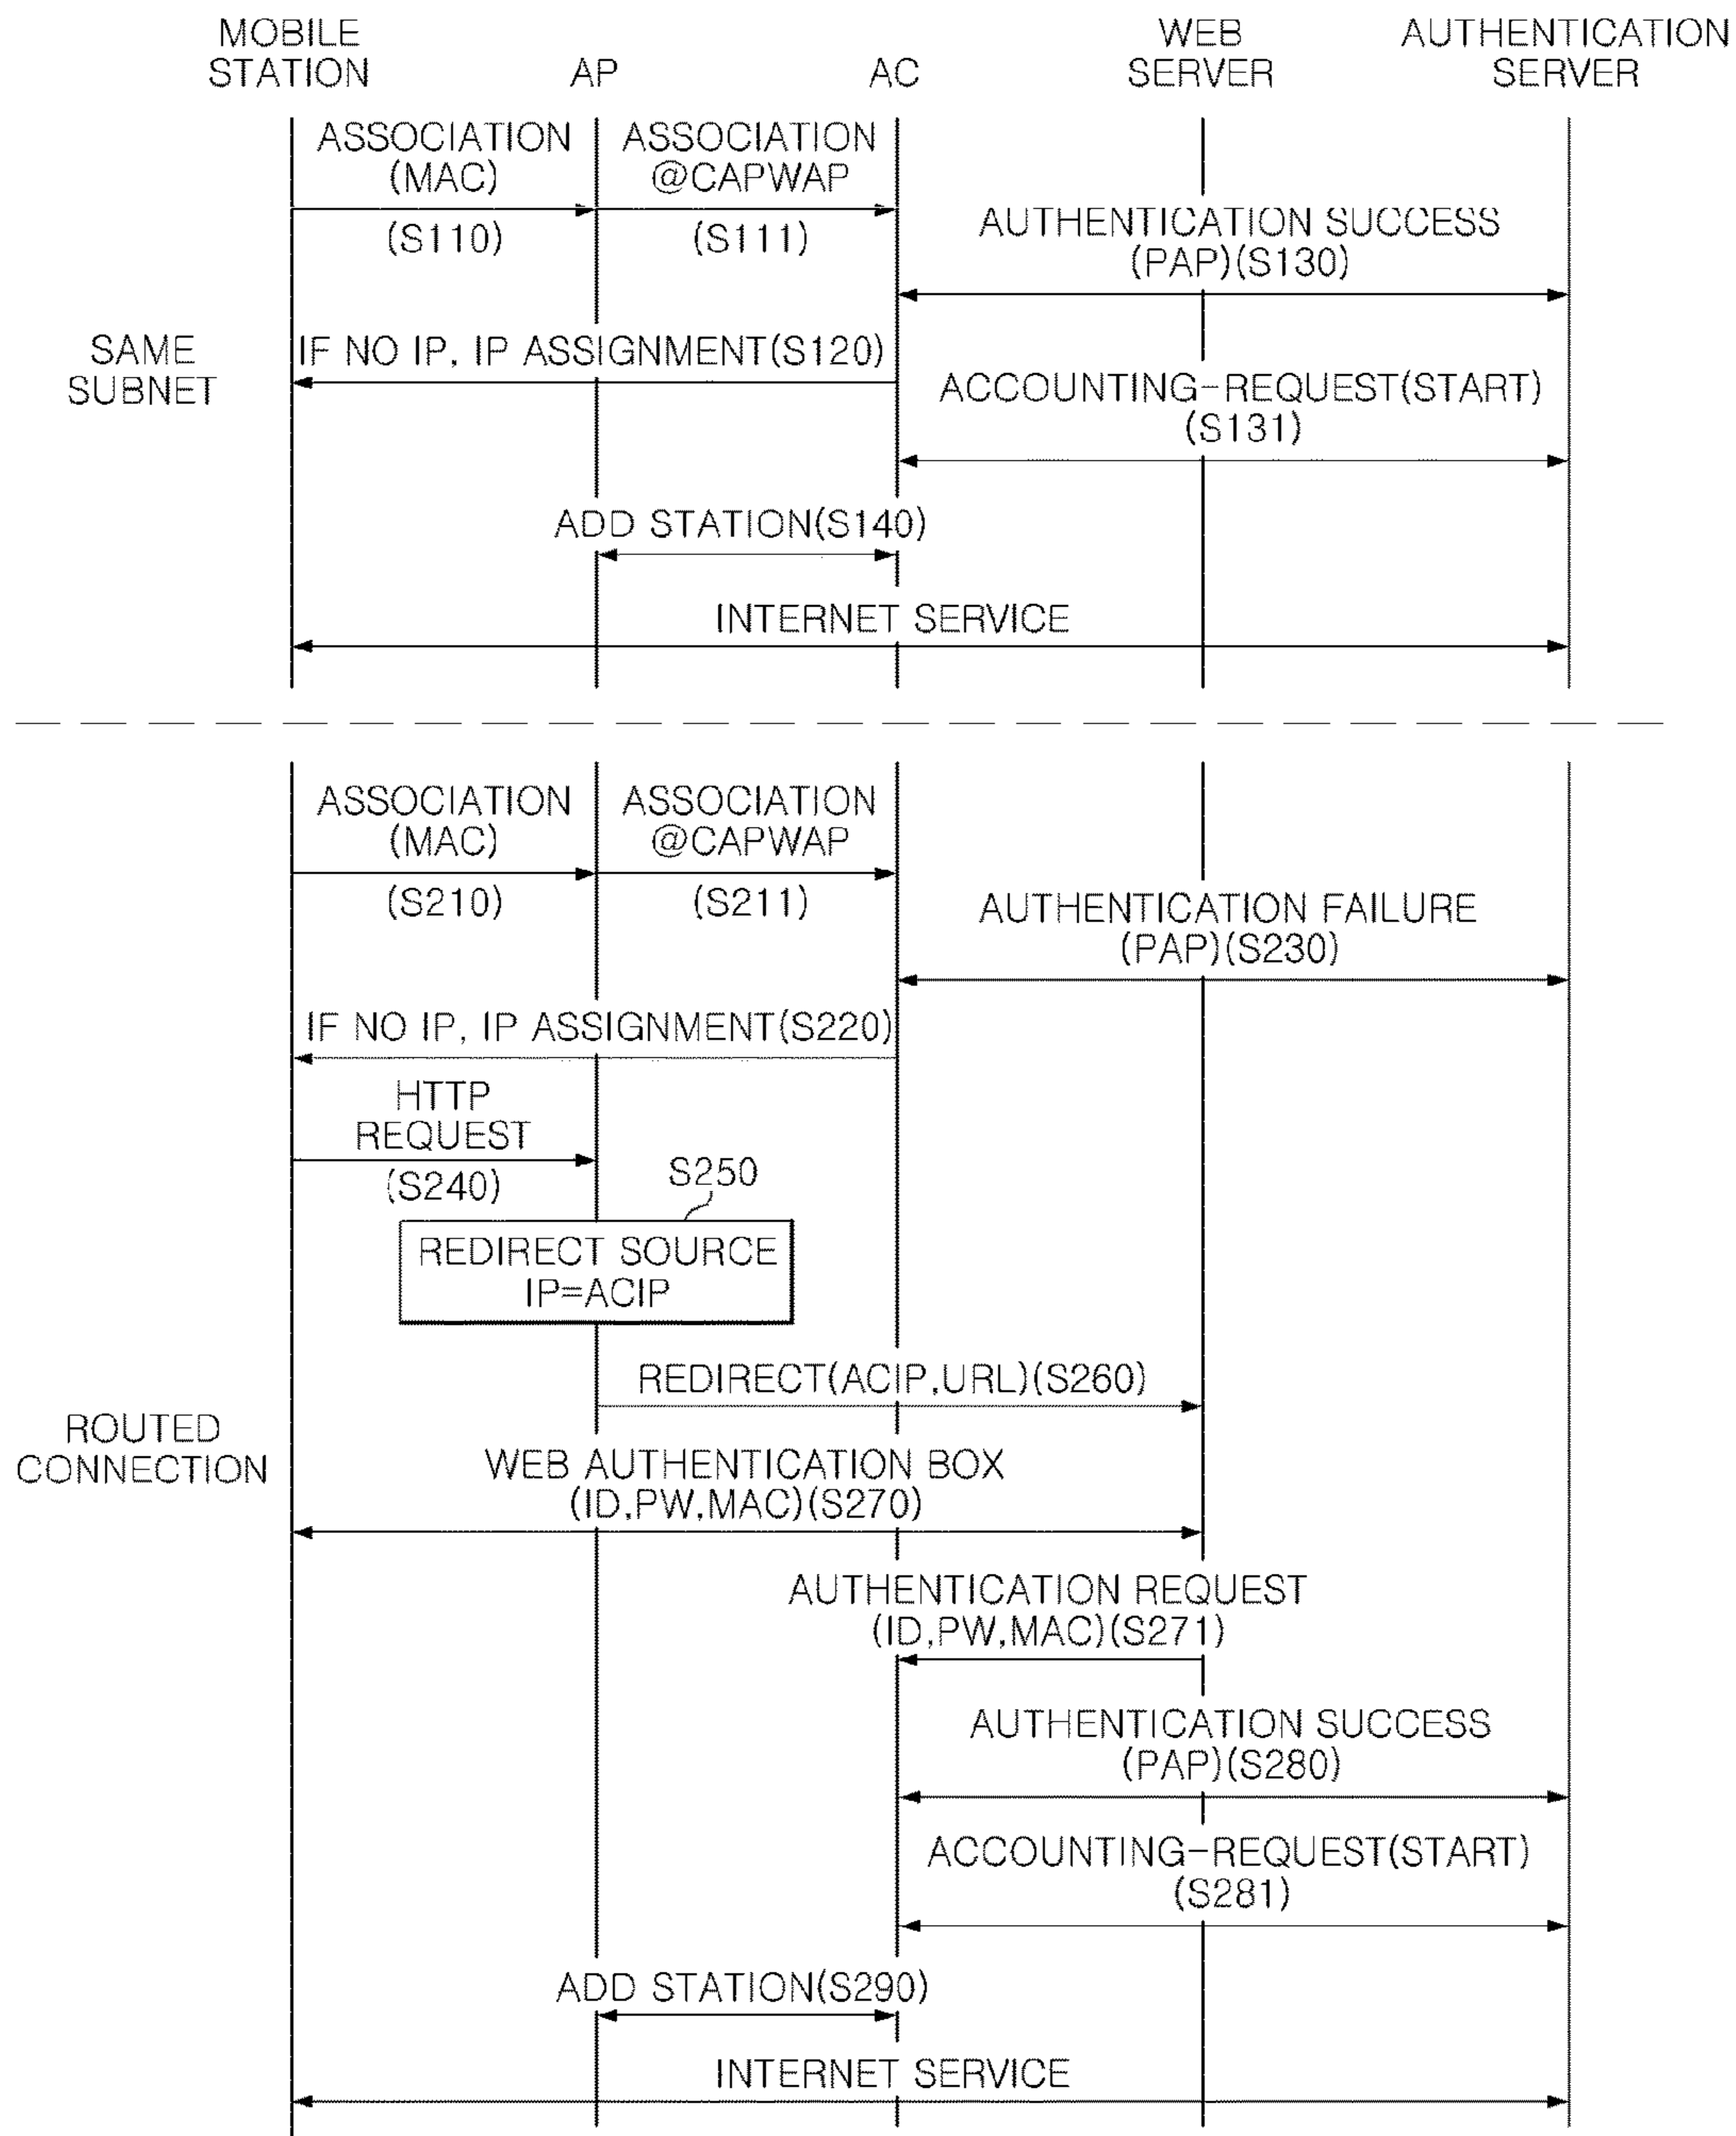 MOBILE
STATION
AP
AC
WEB
SERVER
AUTHENTICATION
SERVER
ASSOCIATION
(MAC)
(S110)
ASSOCIATION
@CAPWAP
(S111)
AUTHENTICATION SUCCESS
(PAP)(S130)
SAME
SUBNET
IF NO IP, IP ASSIGNMENT(S120)
ACCOUNTING-REQUEST(START)
(S131)
ADD STATION(S140)
INTERNET SERVICE
ASSOCIATION
(MAC)
(S210)
ASSOCIATION
@CAPWAP
(S211)
AUTHENTICATION FAILURE
(PAP)(S230)
IF NO IP, IP ASSIGNMENT(S220)
HTTP
REQUEST
(S240)
S250
REDIRECT SOURCE
IP=ACIP
REDIRECT(ACIP,URL)(S260)
ROUTED
CONNECTION
WEB AUTHENTICATION BOX
(ID,PW,MAC)(S270)
AUTHENTICATION REQUEST
(ID,PW,MAC)(S271)
AUTHENTICATION SUCCESS
(PAP)(S280)
ACCOUNTING-REQUEST(START)
(S281)
ADD STATION(S290)
INTERNET SERVICE